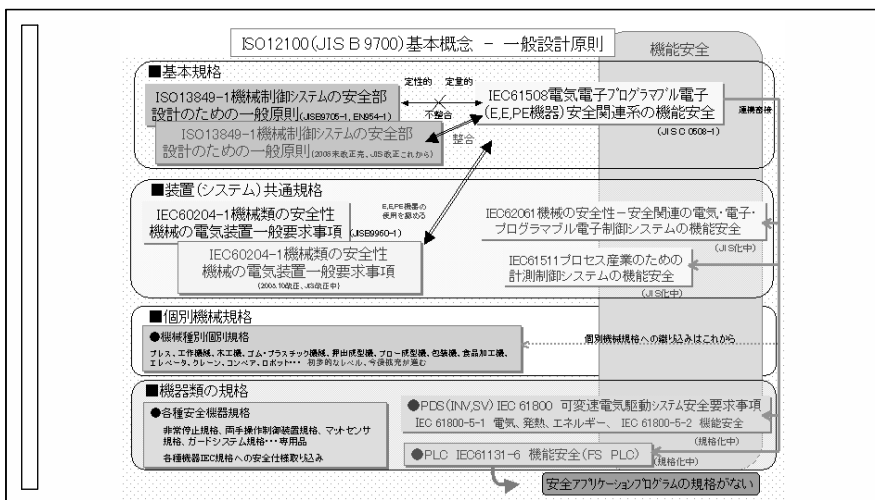 ISO12100(JIS B 9700)基本概念 － 一般設計原則
機能安全
■基本規格
定性的 定量的
ISO13849-1機械制御システムの安全部
設計のための一般原則(JISB9705-1, EN954-1)
不整合
IEC61508電気電子プログラマブル電子
(E,E,PE機器)安全関連系の機能安全
(JIS C 0508-1)
連携密接
ISO13849-1機械制御システムの安全部
設計のための一般原則(2006末改正完、JIS改正これから)
整合
■装置(システム)共通規格
IEC60204-1機械類の安全性
機械の電気装置一般要求事項(JISB9960-1)
E,E,PE機器の
使用を認める
IEC60204-1機械類の安全性
機械の電気装置一般要求事項
(2005.10改正、JIS改正中)
IEC62061機械の安全性－安全関連の電気・電子・
プログラマブル電子制御システムの機能安全
(JIS化中)
IEC61511プロセス産業のための
計測制御システムの機能安全
(JIS化中)
■個別機械規格
●機械種別個別規格
プレス、工作機械、木工機、ゴム・プラスチック機械、押出成型機、ブロー成型機、包装機、食品加工機、
エレベータ、クレーン、コンベア、ロボット・・・ 初歩的なレベル、今後拡充が進む
個別機械規格への織り込みはこれから
■機器類の規格
●各種安全機器規格
非常停止規格、両手操作制御装置規格、マットセンサ
規格、ガードシステム規格・・・専用品
各種機器IEC規格への安全仕様取り込み
●PDS(INV,SV) IEC 61800 可変速電気駆動システム安全要求事項
IEC 61800-5-1 電気、発熱、エネルギー、 IEC 61800-5-2 機能安全
(規格化中)
●PLC IEC61131-6 機能安全(FS PLC)
(規格化中)
安全アプリケーションプログラムの規格がない